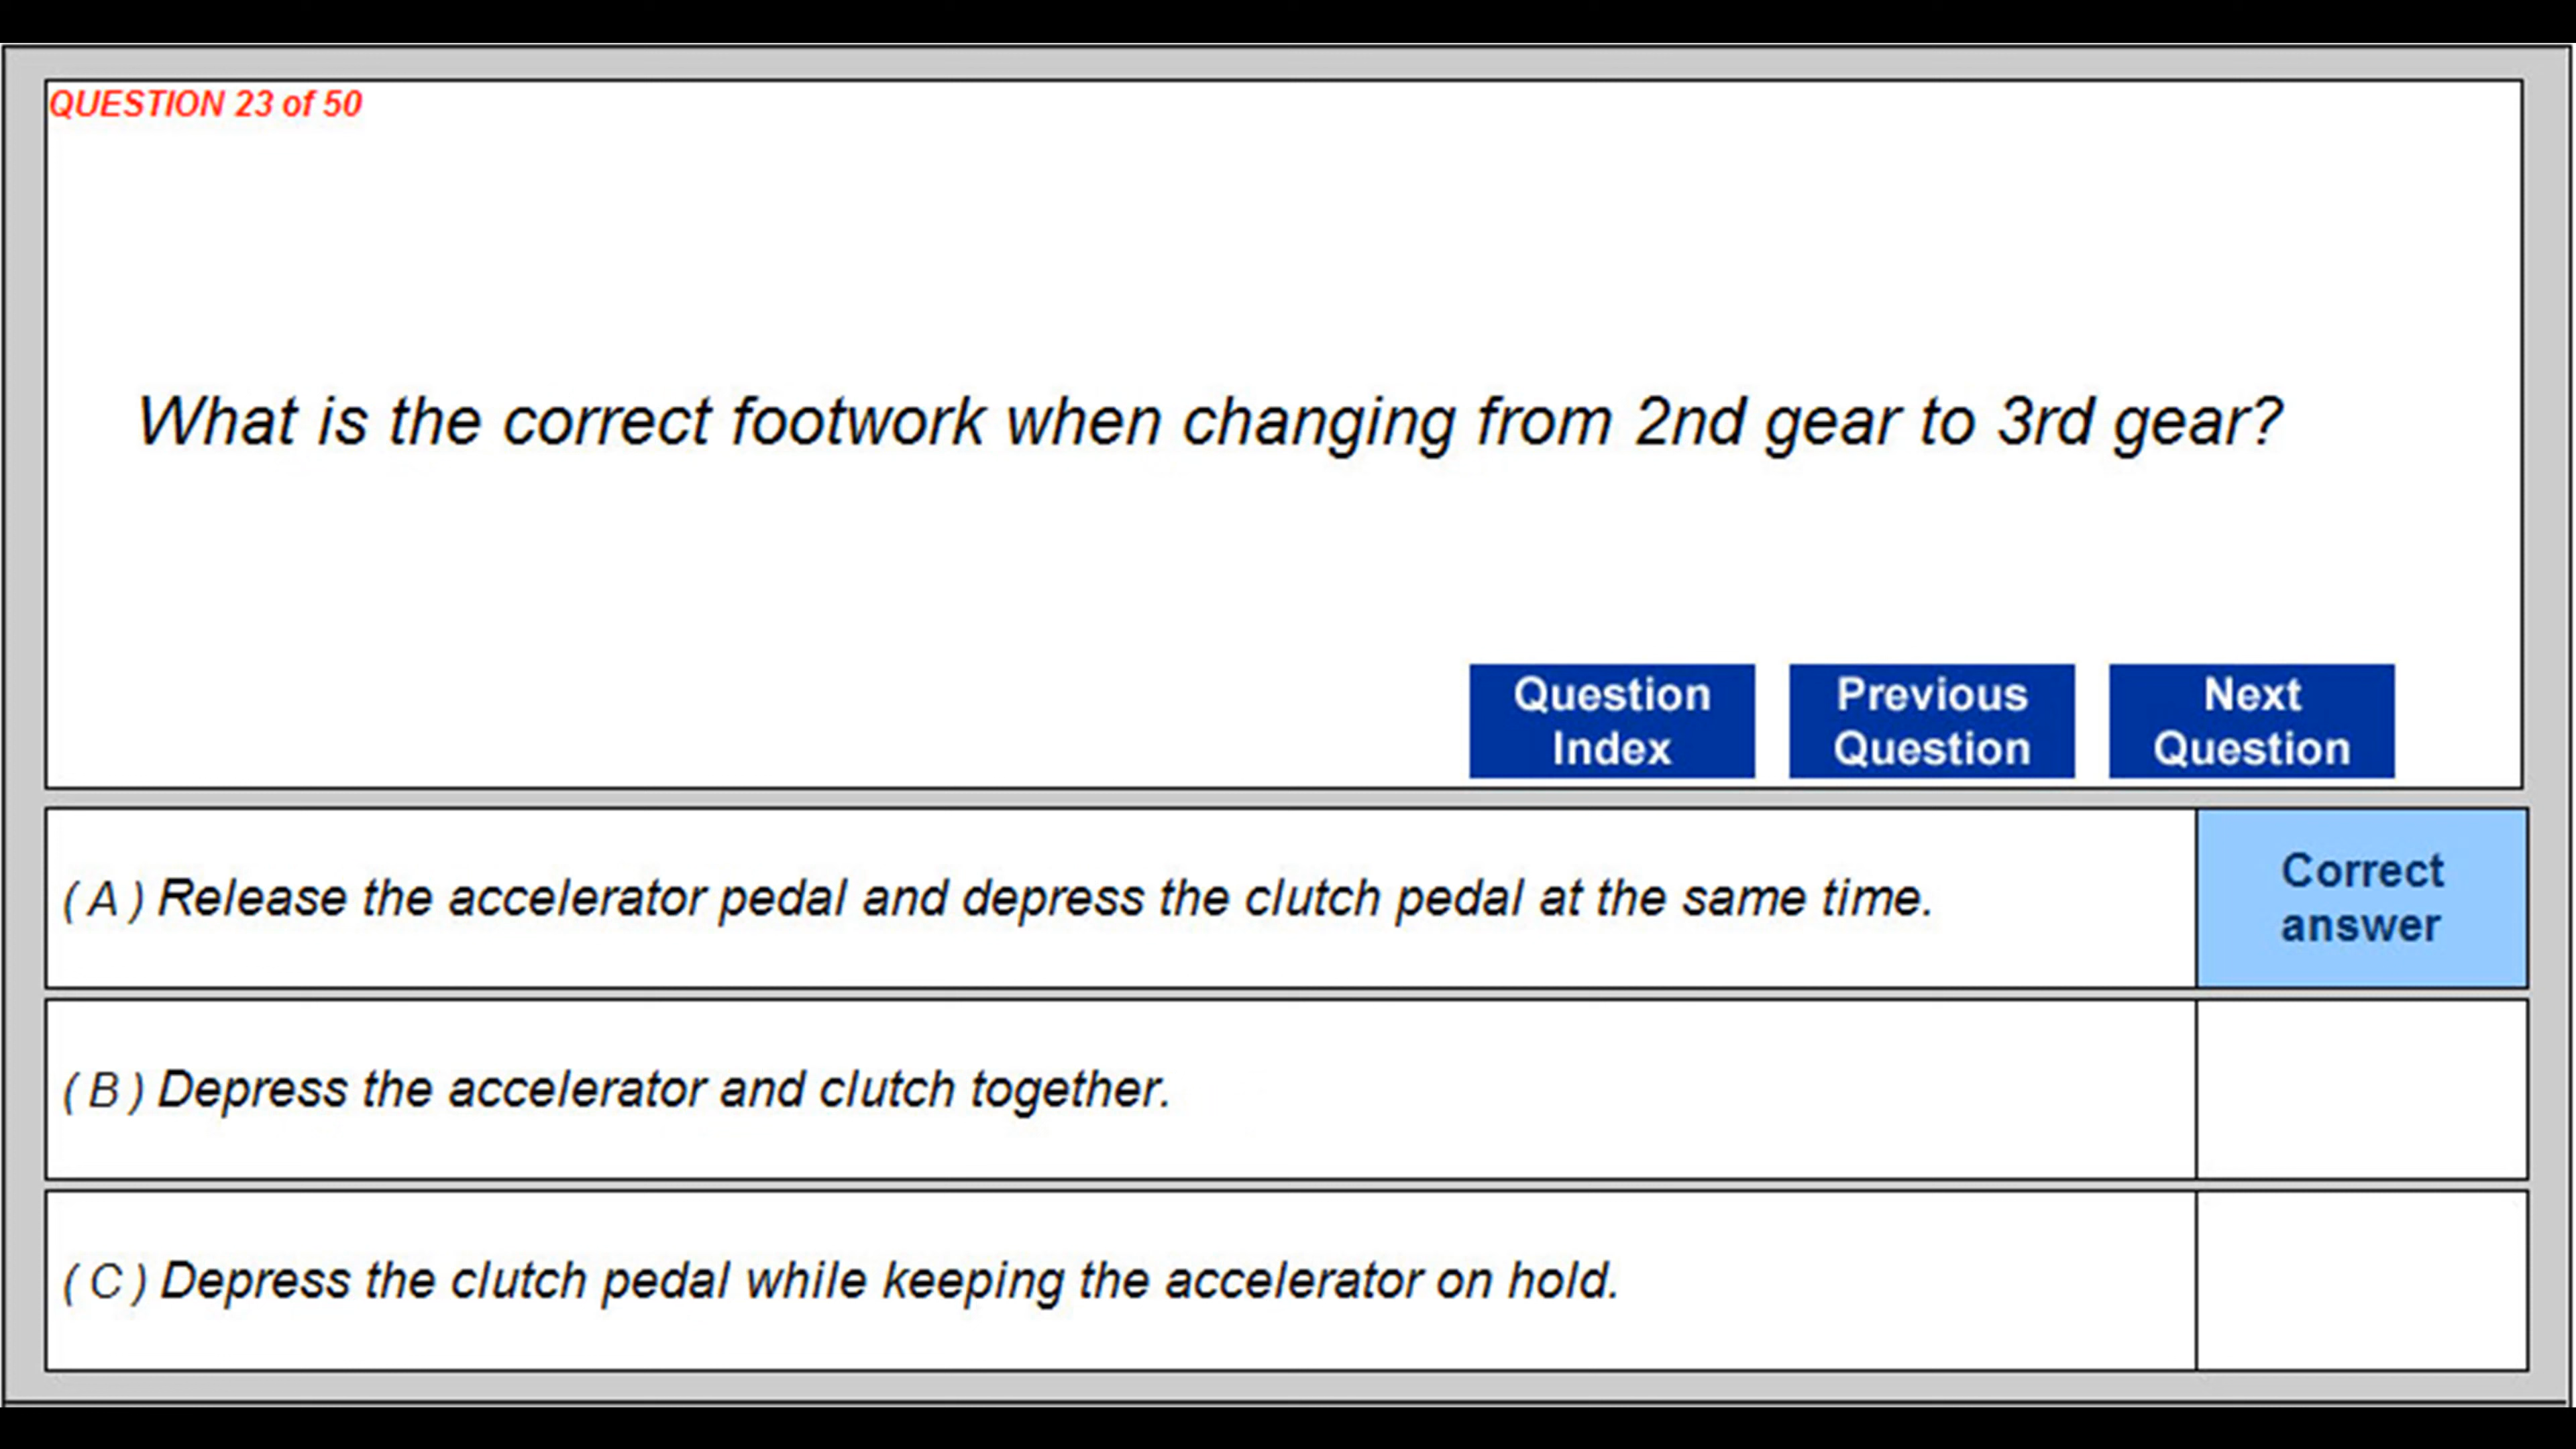 QUESTION 23 of 50
What is the correct footwork when changing from 2nd gear to 3rd gear?
Question Index
Previous Question
Next Question
( A ) Release the accelerator pedal and depress the clutch pedal at the same time.
Correct answer
( B ) Depress the accelerator and clutch together.
( C ) Depress the clutch pedal while keeping the accelerator on hold.